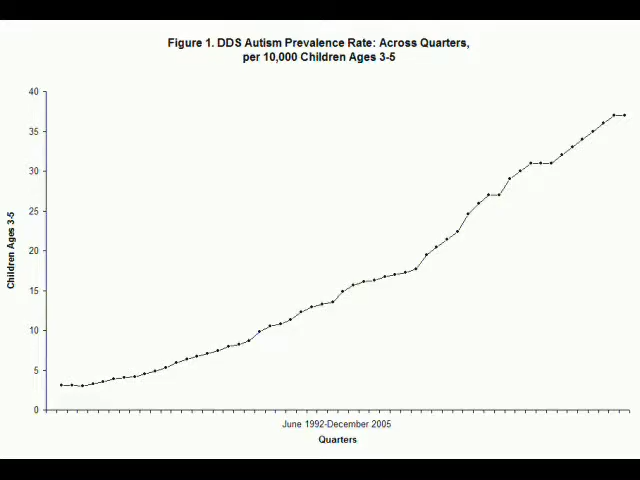 Figure 1. DDS Autism Prevalence Rate: Across Quarters,
per 10,000 Children Ages 3-5
40
35
30
25
20
15
10
5
0
Children Ages 3-5
June 1992-December 2005
Quarters